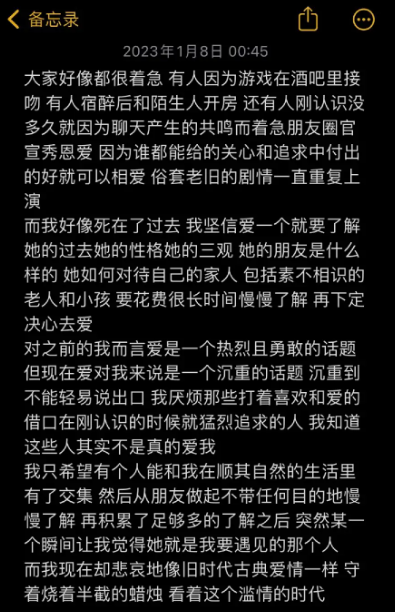 备忘录
2023年1月8日 00:45
大家好像都很着急 有人因为游戏在酒吧里接
吻 有人宿醉后和陌生人开房 还有人刚认识没
多久就因为聊天产生的共鸣而着急朋友圈官
宣秀恩爱 因为谁都能给的关心和追求中付出
的好就可以相爱 俗套老旧的剧情一直重复上
演
而我好像死在了过去 我坚信爱一个就要了解
她的过去她的性格她的三观 她的朋友是什么
样的 她如何对待自己的家人 包括素不相识的
老人和小孩 要花费很长时间慢慢了解 再下定
决心去爱
对之前的我而言爱是一个热烈且勇敢的话题
但现在爱对我来说是一个沉重的话题 沉重到
不能轻易说出口 我厌烦那些打着喜欢和爱的
借口在刚认识的时候就猛烈追求的人 我知道
这些人其实不是真的爱我
我只希望有个人能和我在顺其自然的生活里
有了交集 然后从朋友做起不带任何目的地慢
慢了解 再积累了足够多的了解之后 突然某一
个瞬间让我觉得她就是我要遇见的那个人
而我现在却悲哀地像旧时代古典爱情一样 守
着烧着半截的蜡烛 看着这个滥情的时代